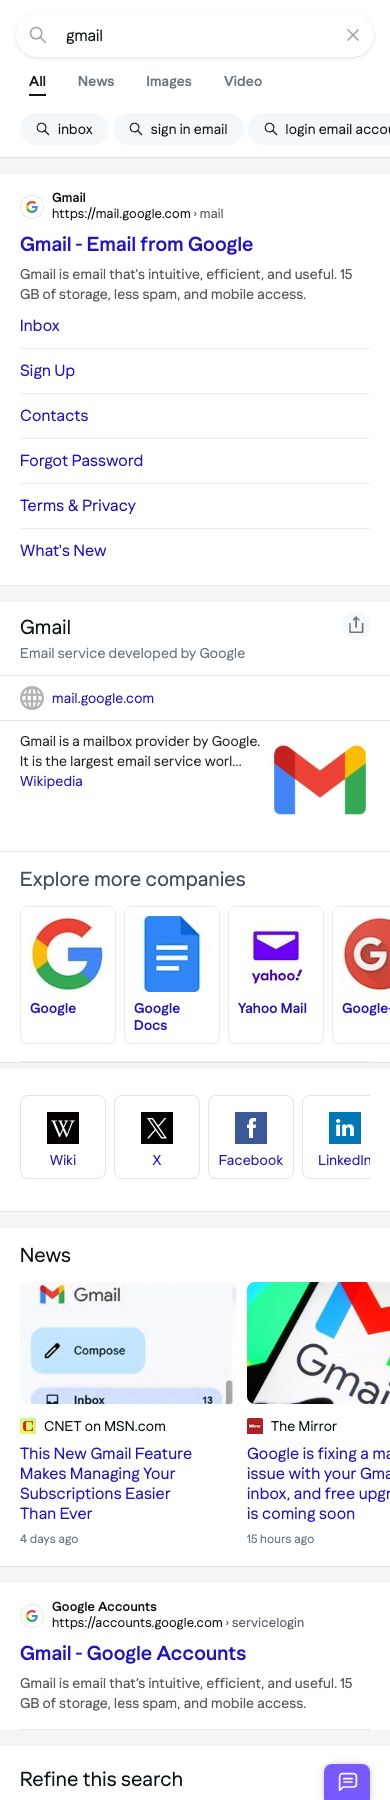 gmail
All News Images Video
inbox sign in email login email accou
Gmail
https://mail.google.com › mail
Gmail - Email from Google
Gmail is email that's intuitive, efficient, and useful. 15
GB of storage, less spam, and mobile access.
Inbox
Sign Up
Contacts
Forgot Password
Terms & Privacy
What's New
Gmail
Email service developed by Google
mail.google.com
Gmail is a mailbox provider by Google.
It is the largest email service worl...
Wikipedia
Explore more companies
yahoo!
Google Google Yahoo Mail Google-
Docs
W X f in
Wiki X Facebook LinkedIn
News
Gmail
Compose
Inbox 13
Gmai
CNET on MSN.com
This New Gmail Feature
Makes Managing Your
Subscriptions Easier
Than Ever
4 days ago
The Mirror
Google is fixing a ma
issue with your Gma
inbox, and free upgr
is coming soon
15 hours ago
Google Accounts
https://accounts.google.com › servicelogin
Gmail - Google Accounts
Gmail is email that's intuitive, efficient, and useful. 15
GB of storage, less spam, and mobile access.
Refine this search